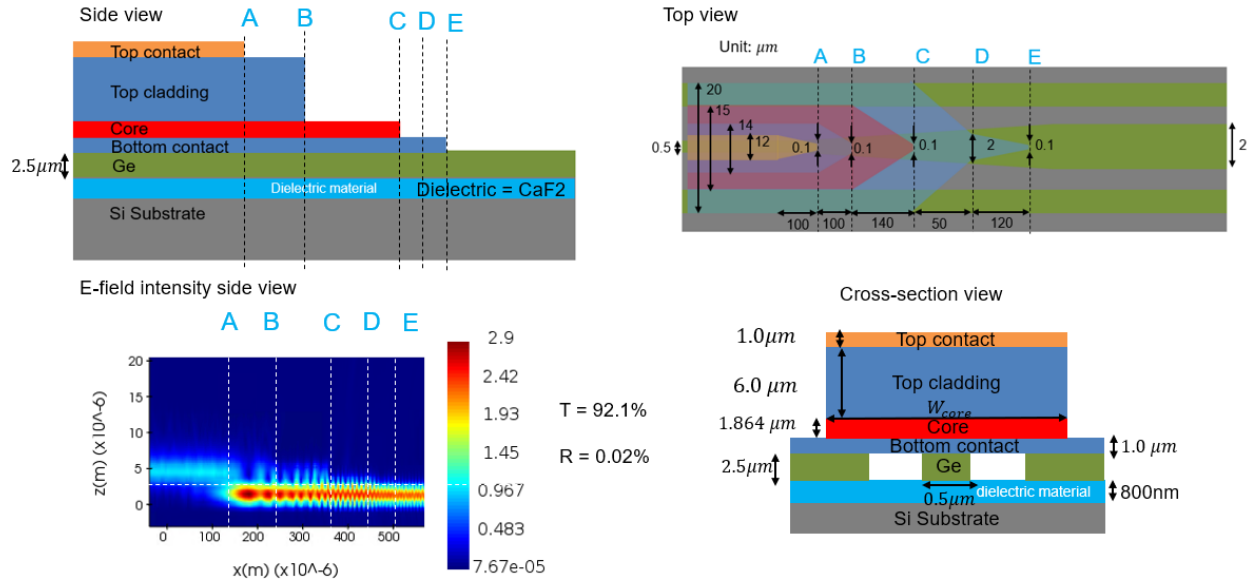 Side view
A B C D E
Top contact
Top cladding
Core
Bottom contact
2.5μm
Ge
Dielectric material
Dielectric = CaF2
Si Substrate
Top view
Unit: μm
A B C D E
20
15
14
12
0.5
0.1
0.1
0.1
2
0.1
2
100 100 140 50 120
E-field intensity side view
A B C D E
20
15
10
5
0
z(m) (x10^-6)
0 100 200 300 400 500
x(m) (x10^-6)
2.9
2.42
1.93
1.45
0.967
0.483
7.67e-05
T = 92.1%
R = 0.02%
Cross-section view
1.0μm
Top contact
6.0 μm
Top cladding
W_core
1.864 μm
Core
Bottom contact
1.0 μm
2.5μm
Ge
0.5μm
dielectric material
800nm
Si Substrate